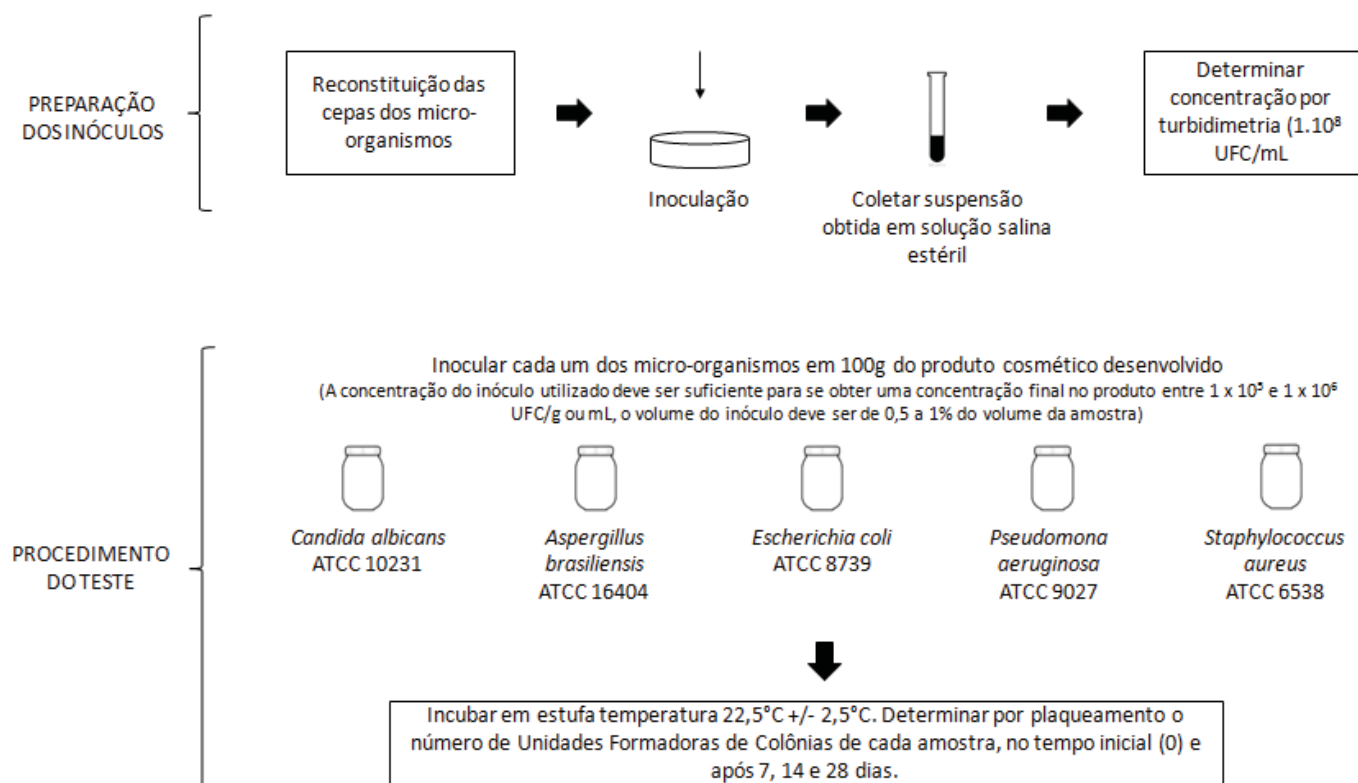 PREPARAÇÃO
DOS INÓCULOS
Reconstituição das
cepas dos micro-
organismos
Inoculação
Coletar suspensão
obtida em solução salina
estéril
Determinar
concentração por
turbidimetria (1.10⁸
UFC/mL
PROCEDIMENTO
DO TESTE
Inocular cada um dos micro-organismos em 100g do produto cosmético desenvolvido
(A concentração do inóculo utilizado deve ser suficiente para se obter uma concentração final no produto entre 1 x 10⁵ e 1 x 10⁶
UFC/g ou mL, o volume do inóculo deve ser de 0,5 a 1% do volume da amostra)
Candida albicans
ATCC 10231
Aspergillus
brasiliensis
ATCC 16404
Escherichia coli
ATCC 8739
Pseudomona
aeruginosa
ATCC 9027
Staphylococcus
aureus
ATCC 6538
Incubar em estufa temperatura 22,5°C +/- 2,5°C. Determinar por plaqueamento o
número de Unidades Formadoras de Colônias de cada amostra, no tempo inicial (0) e
após 7, 14 e 28 dias.